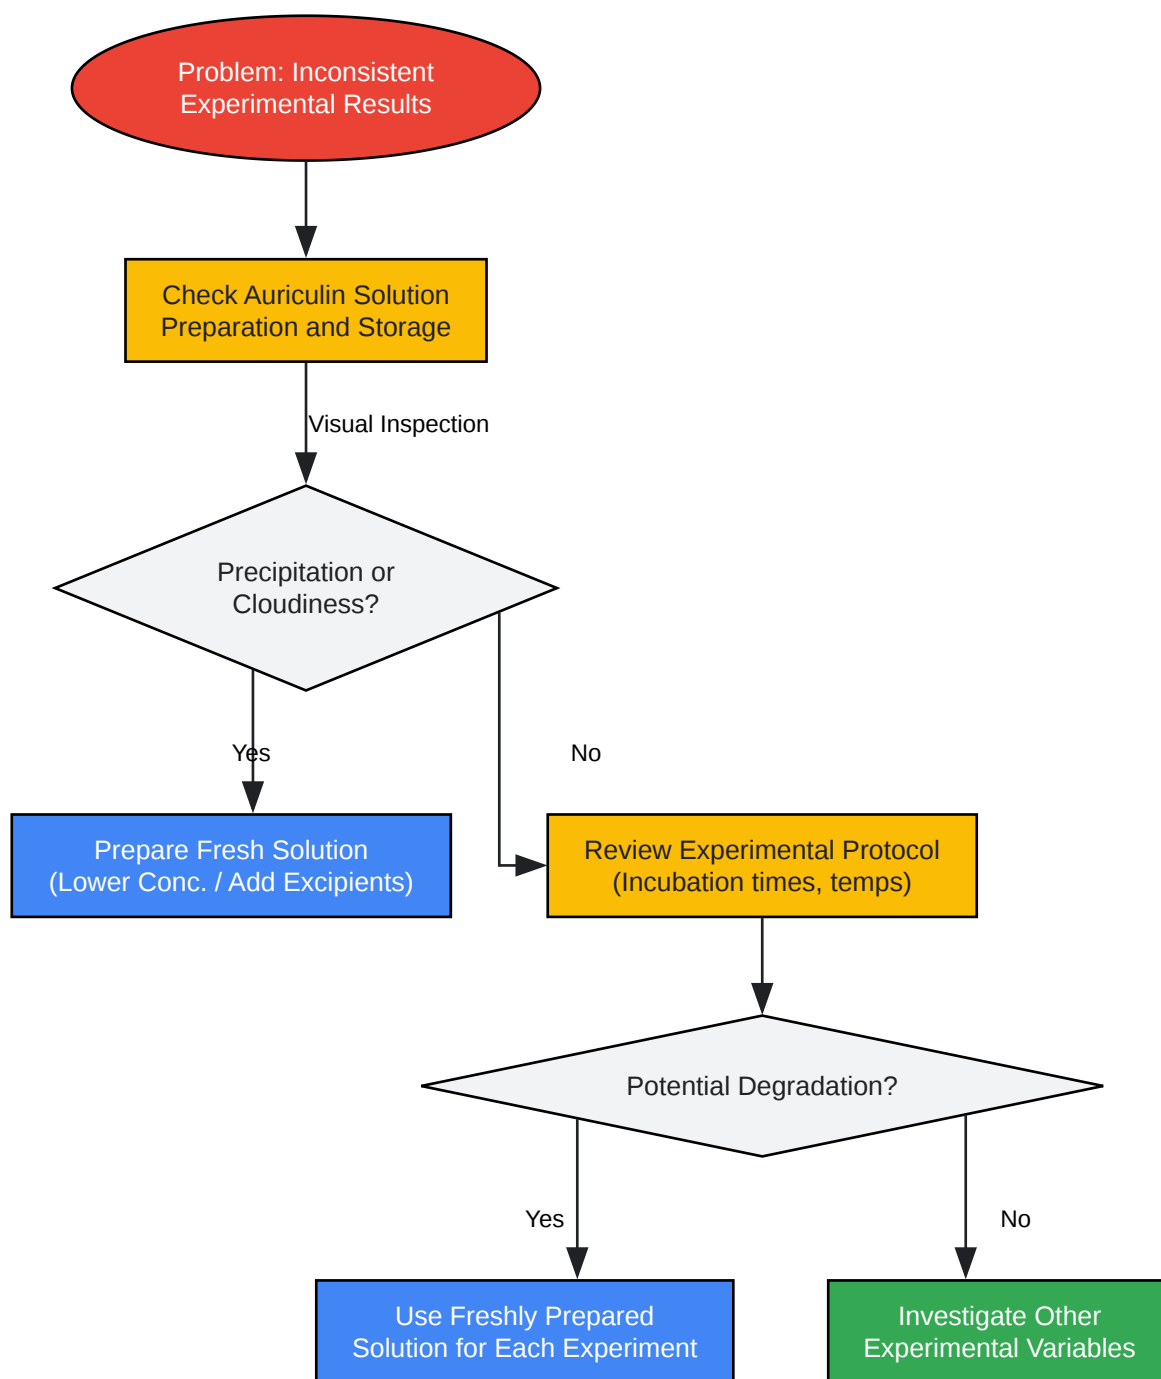 Problem: Inconsistent
Experimental Results
Check Auriculin Solution
Preparation and Storage
Visual Inspection
Precipitation or
Cloudiness?
Yes
No
Prepare Fresh Solution
(Lower Conc. / Add Excipients)
Review Experimental Protocol
(Incubation times, temps)
Potential Degradation?
Yes
No
Use Freshly Prepared
Solution for Each Experiment
Investigate Other
Experimental Variables